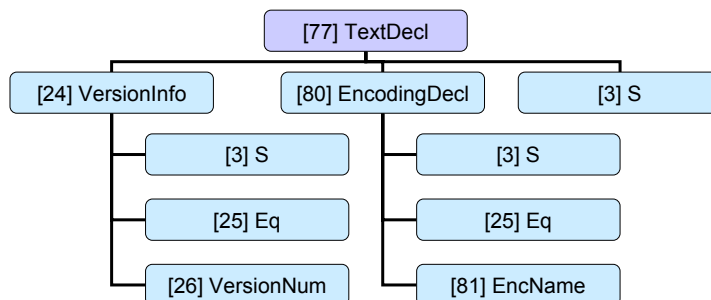 [77] TextDecl
[24] VersionInfo
[80] EncodingDecl
[3] S
[3] S
[3] S
[25] Eq
[25] Eq
[26] VersionNum
[81] EncName